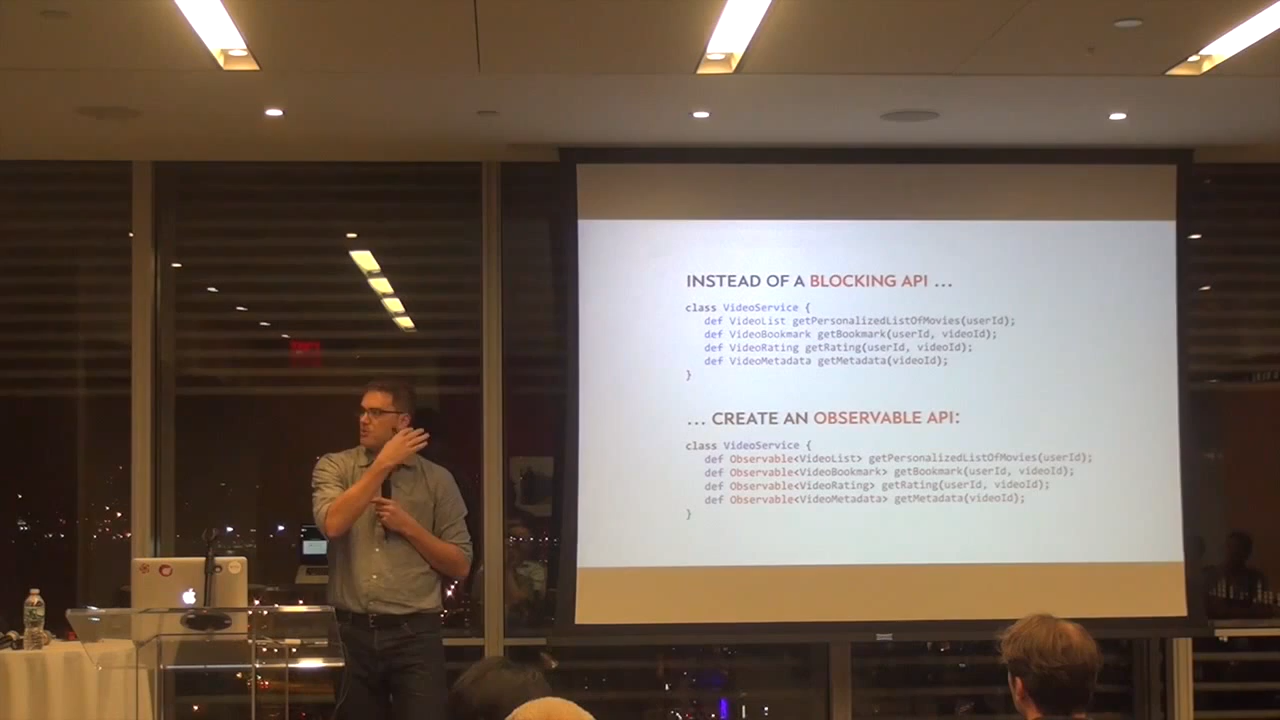 INSTEAD OF A BLOCKING API ...
class VideoService {
def VideoList getPersonalizedListOfMovies(userId);
def VideoBookmark getBookmark(userId, videoId);
def VideoRating getRating(userId, videoId);
def VideoMetadata getMetadata(videoId);
}
... CREATE AN OBSERVABLE API:
class VideoService {
def Observable<VideoList> getPersonalizedListOfMovies(userId);
def Observable<VideoBookmark> getBookmark(userId, videoId);
def Observable<VideoRating> getRating(userId, videoId);
def Observable<VideoMetadata> getMetadata(videoId);
}